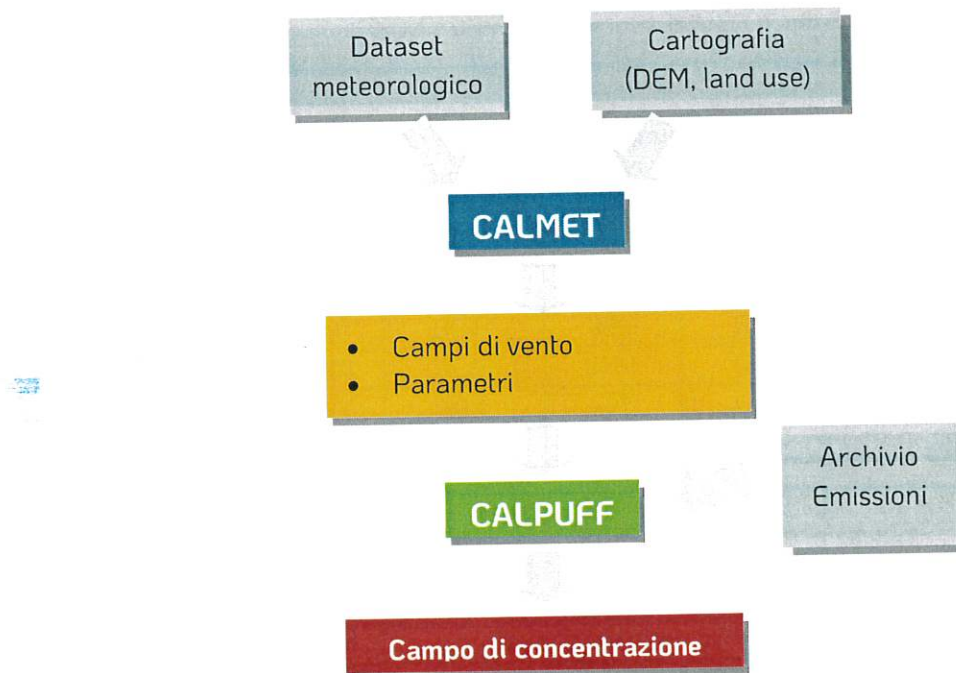 Dataset
meteorologico
Cartografia
(DEM, land use)
CALMET
• Campi di vento
• Parametri
CALPUFF
Archivio
Emissioni
Campo di concentrazione